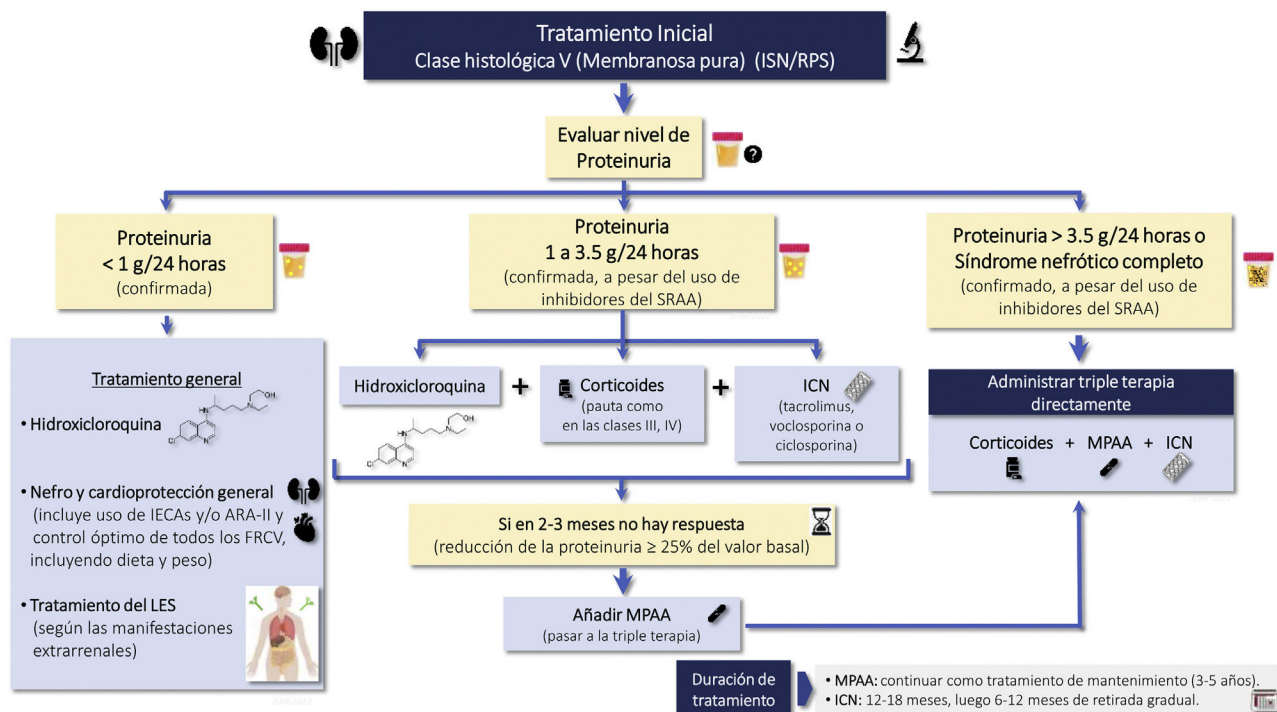 Tratamiento Inicial
Clase histológica V (Membranosa pura) (ISN/RPS)
Evaluar nivel de
Proteinuria
?
Proteinuria
< 1 g/24 horas
(confirmada)
Proteinuria
1 a 3.5 g/24 horas
(confirmada, a pesar del uso de
inhibidores del SRAA)
Proteinuria > 3.5 g/24 horas o
Síndrome nefrótico completo
(confirmado, a pesar del uso de
inhibidores del SRAA)
Tratamiento general
• Hidroxicloroquina
HN
N
OH
Cl
N
• Nefro y cardioprotección general
(incluye uso de IECAs y/o ARA-II y
control óptimo de todos los FRCV,
incluyendo dieta y peso)
• Tratamiento del LES
(según las manifestaciones
extrarrenales)
Hidroxicloroquina
+
Corticoides
(pauta como
en las clases III, IV)
+
ICN
(tacrolimus,
voclosporina o
ciclosporina)
HN
N
OH
Cl
N
Administrar triple terapia
directamente
Corticoides + MPAA + ICN
Si en 2-3 meses no hay respuesta
(reducción de la proteinuria ≥ 25% del valor basal)
Añadir MPAA
(pasar a la triple terapia)
Duración de
tratamiento
• MPAA: continuar como tratamiento de mantenimiento (3-5 años).
• ICN: 12-18 meses, luego 6-12 meses de retirada gradual.